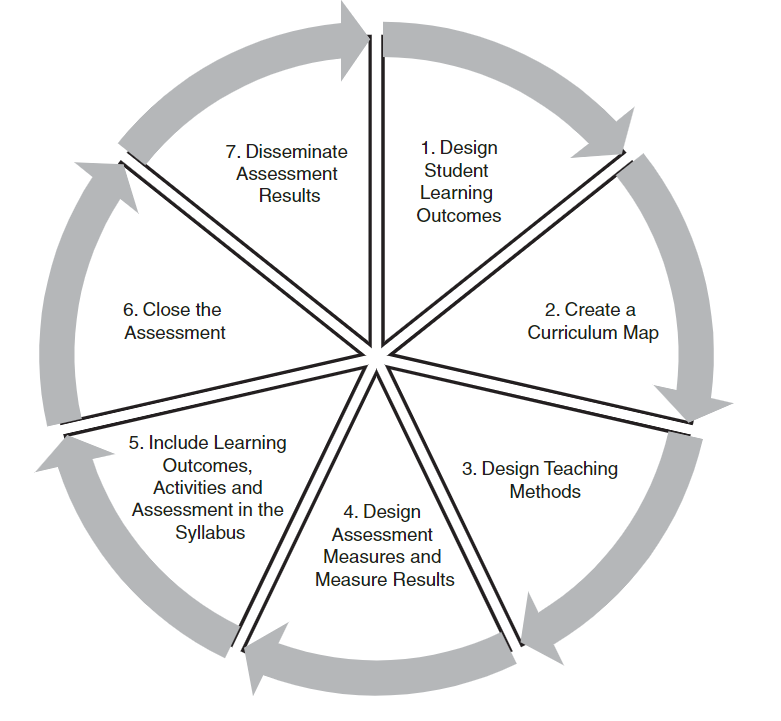 1. Design
Student
Learning
Outcomes
2. Create a
Curriculum Map
3. Design Teaching
Methods
4. Design
Assessment
Measures and
Measure Results
5. Include Learning
Outcomes,
Activities and
Assessment in the
Syllabus
6. Close the
Assessment
7. Disseminate
Assessment
Results